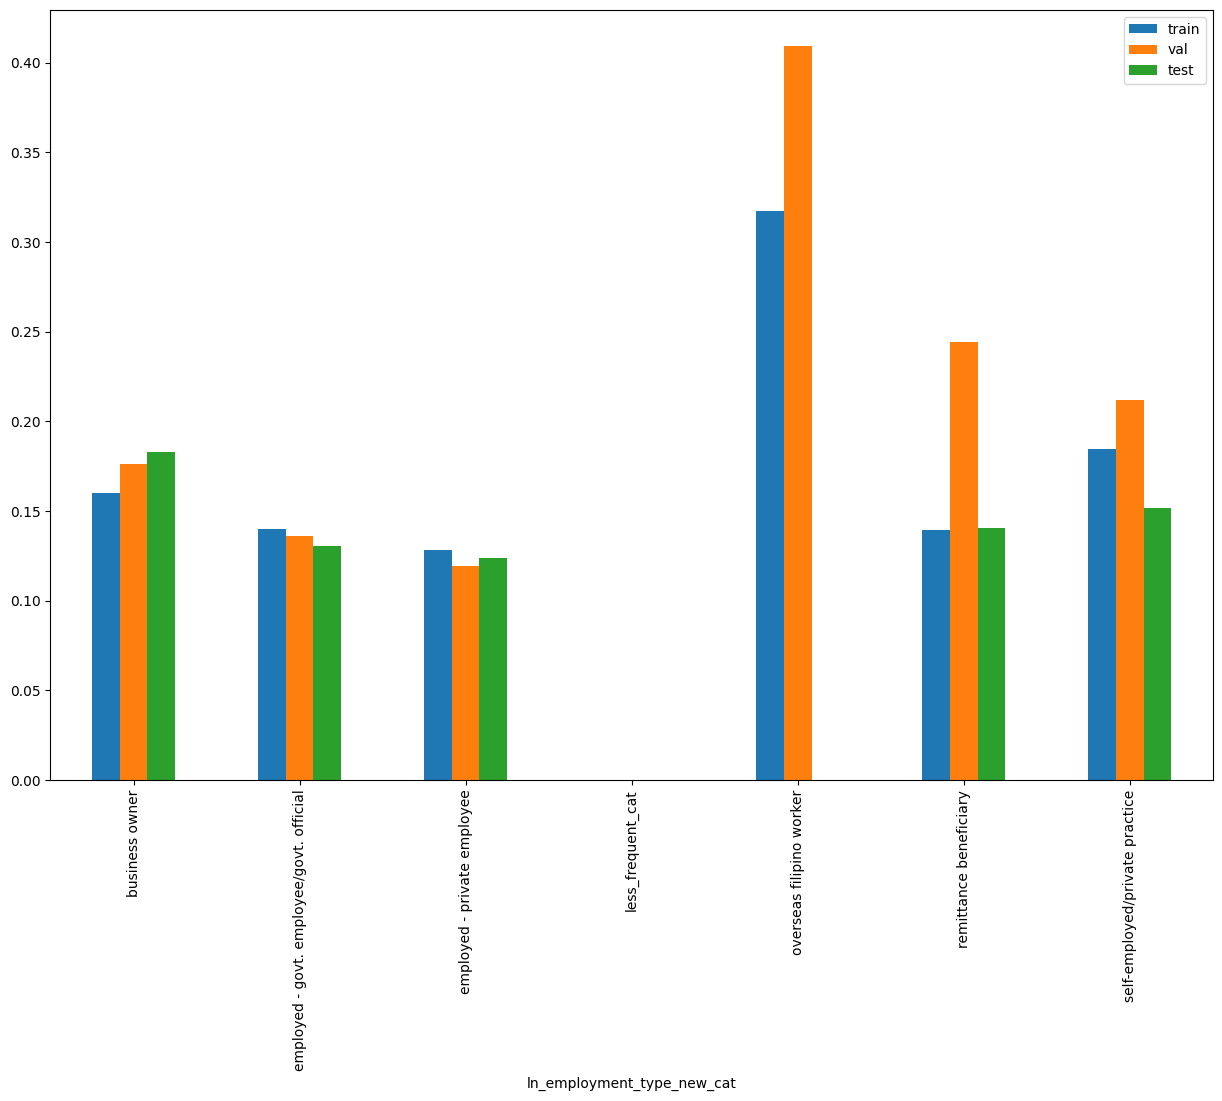 train
val
test
0.40
0.35
0.30
0.25
0.20
0.15
0.10
0.05
0.00
business owner
employed - govt. employee/govt. official
employed - private employee
less_frequent_cat
overseas filipino worker
remittance beneficiary
self-employed/private practice
ln_employment_type_new_cat